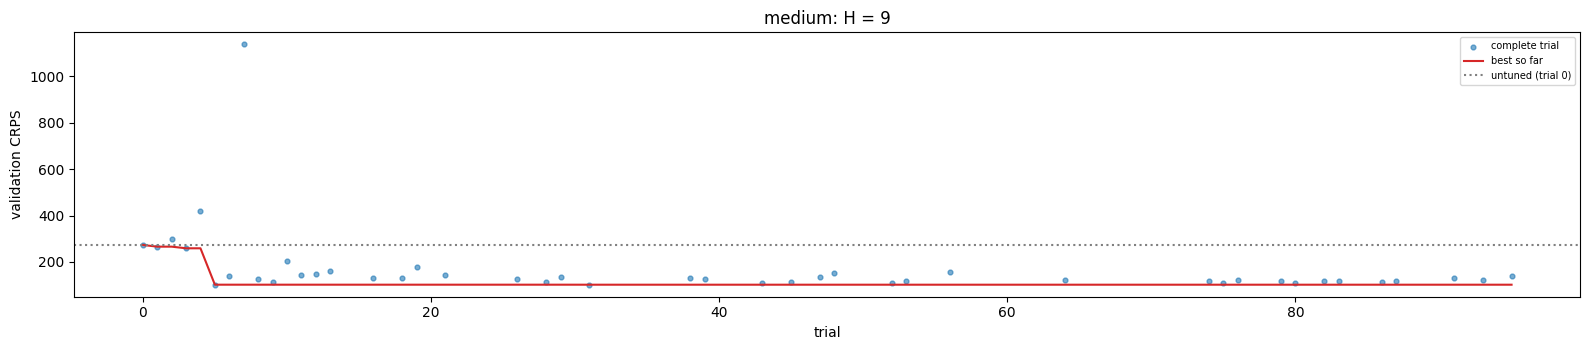 medium: H = 9
complete trial
best so far
untuned (trial 0)
validation CRPS
1000
800
600
400
200
0
20
40
60
80
trial